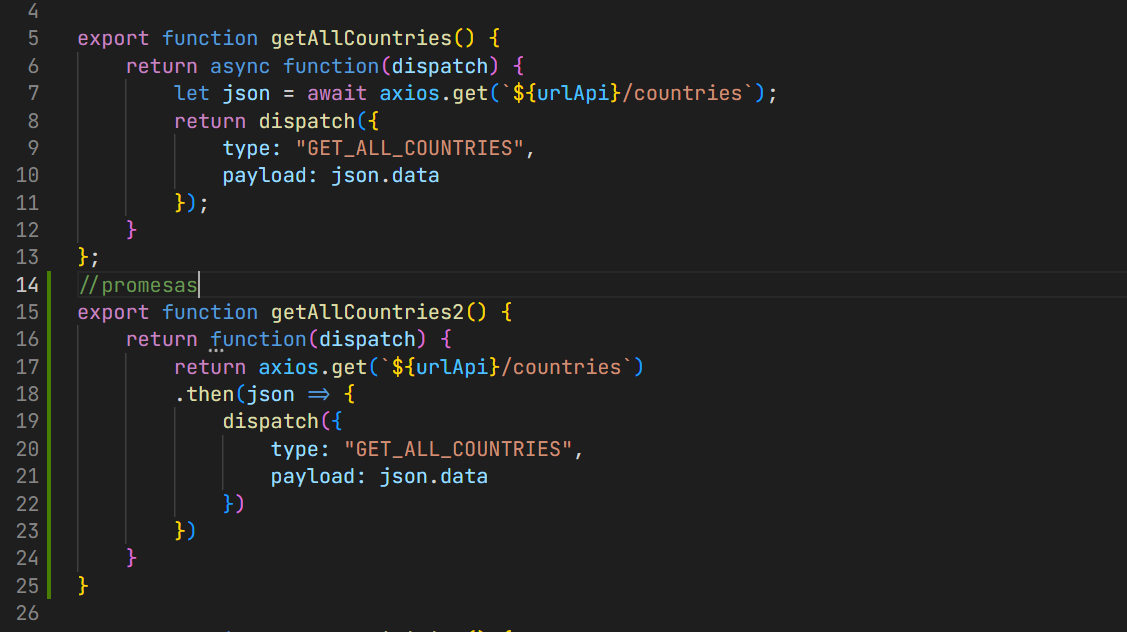 4
5 export function getAllCountries() {
6 return async function(dispatch) {
7 let json = await axios.get(`${urlApi}/countries`);
8 return dispatch({
9 type: "GET_ALL_COUNTRIES",
10 payload: json.data
11 });
12 }
13 };
14 //promesas
15 export function getAllCountries2() {
16 return function(dispatch) {
17 return axios.get(`${urlApi}/countries`)
18 .then(json => {
19 dispatch({
20 type: "GET_ALL_COUNTRIES",
21 payload: json.data
22 })
23 })
24 }
25 }
26